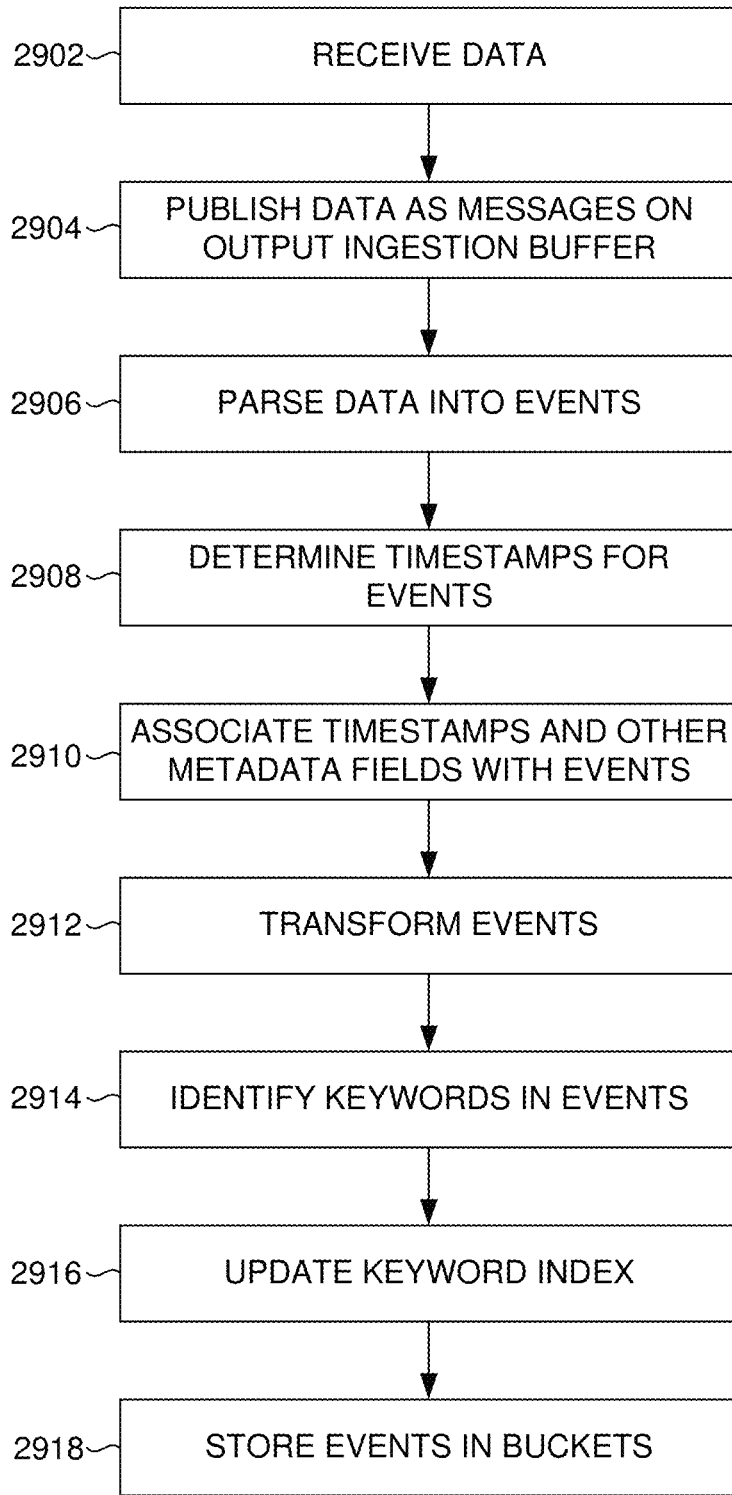 2902 RECEIVE DATA
2904 PUBLISH DATA AS MESSAGES ON
OUTPUT INGESTION BUFFER
2906 PARSE DATA INTO EVENTS
2908 DETERMINE TIMESTAMPS FOR
EVENTS
2910 ASSOCIATE TIMESTAMPS AND OTHER
METADATA FIELDS WITH EVENTS
2912 TRANSFORM EVENTS
2914 IDENTIFY KEYWORDS IN EVENTS
2916 UPDATE KEYWORD INDEX
2918 STORE EVENTS IN BUCKETS